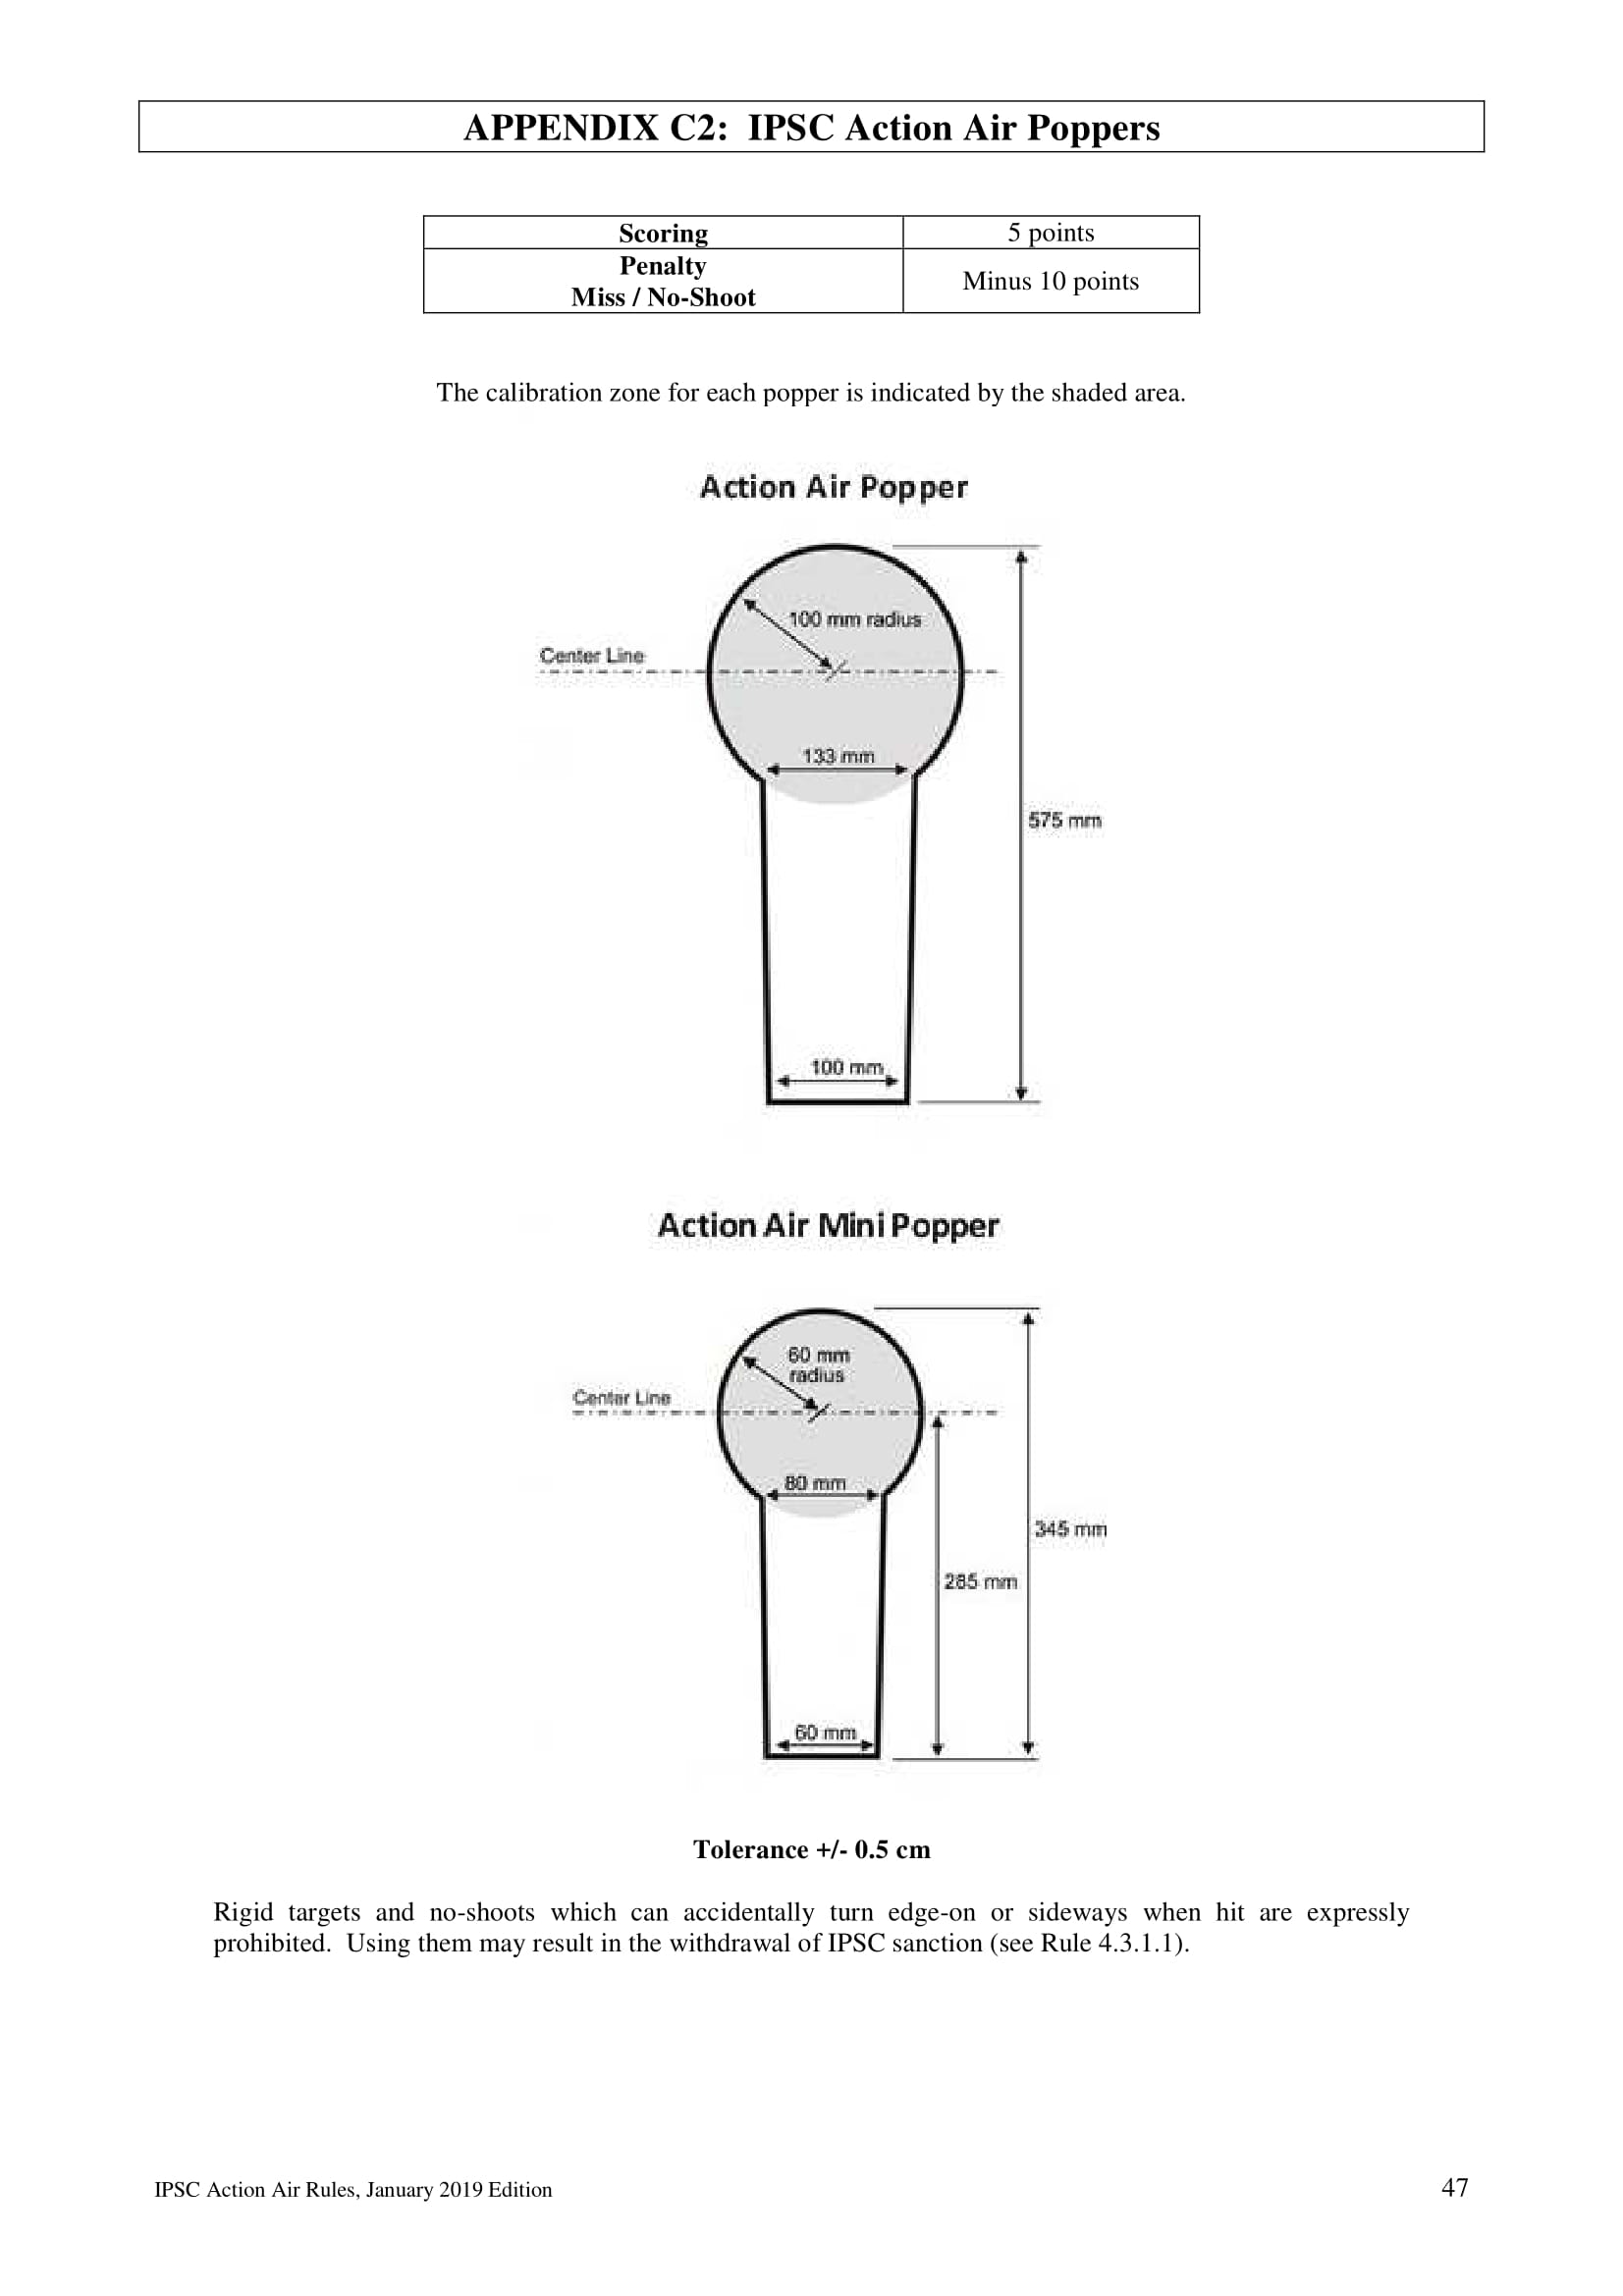 APPENDIX C2: IPSC Action Air Poppers
Scoring
5 points
Penalty
Miss / No-Shoot
Minus 10 points
The calibration zone for each popper is indicated by the shaded area.
Action Air Popper
100 mm radius
Center Line
133 mm
575 mm
100 mm
Action Air Mini Popper
60 mm
radius
Center Line
80 mm
345 mm
285 mm
60 mm
Tolerance +/- 0.5 cm
Rigid targets and no-shoots which can accidentally turn edge-on or sideways when hit are expressly
prohibited. Using them may result in the withdrawal of IPSC sanction (see Rule 4.3.1.1).
IPSC Action Air Rules, January 2019 Edition
47